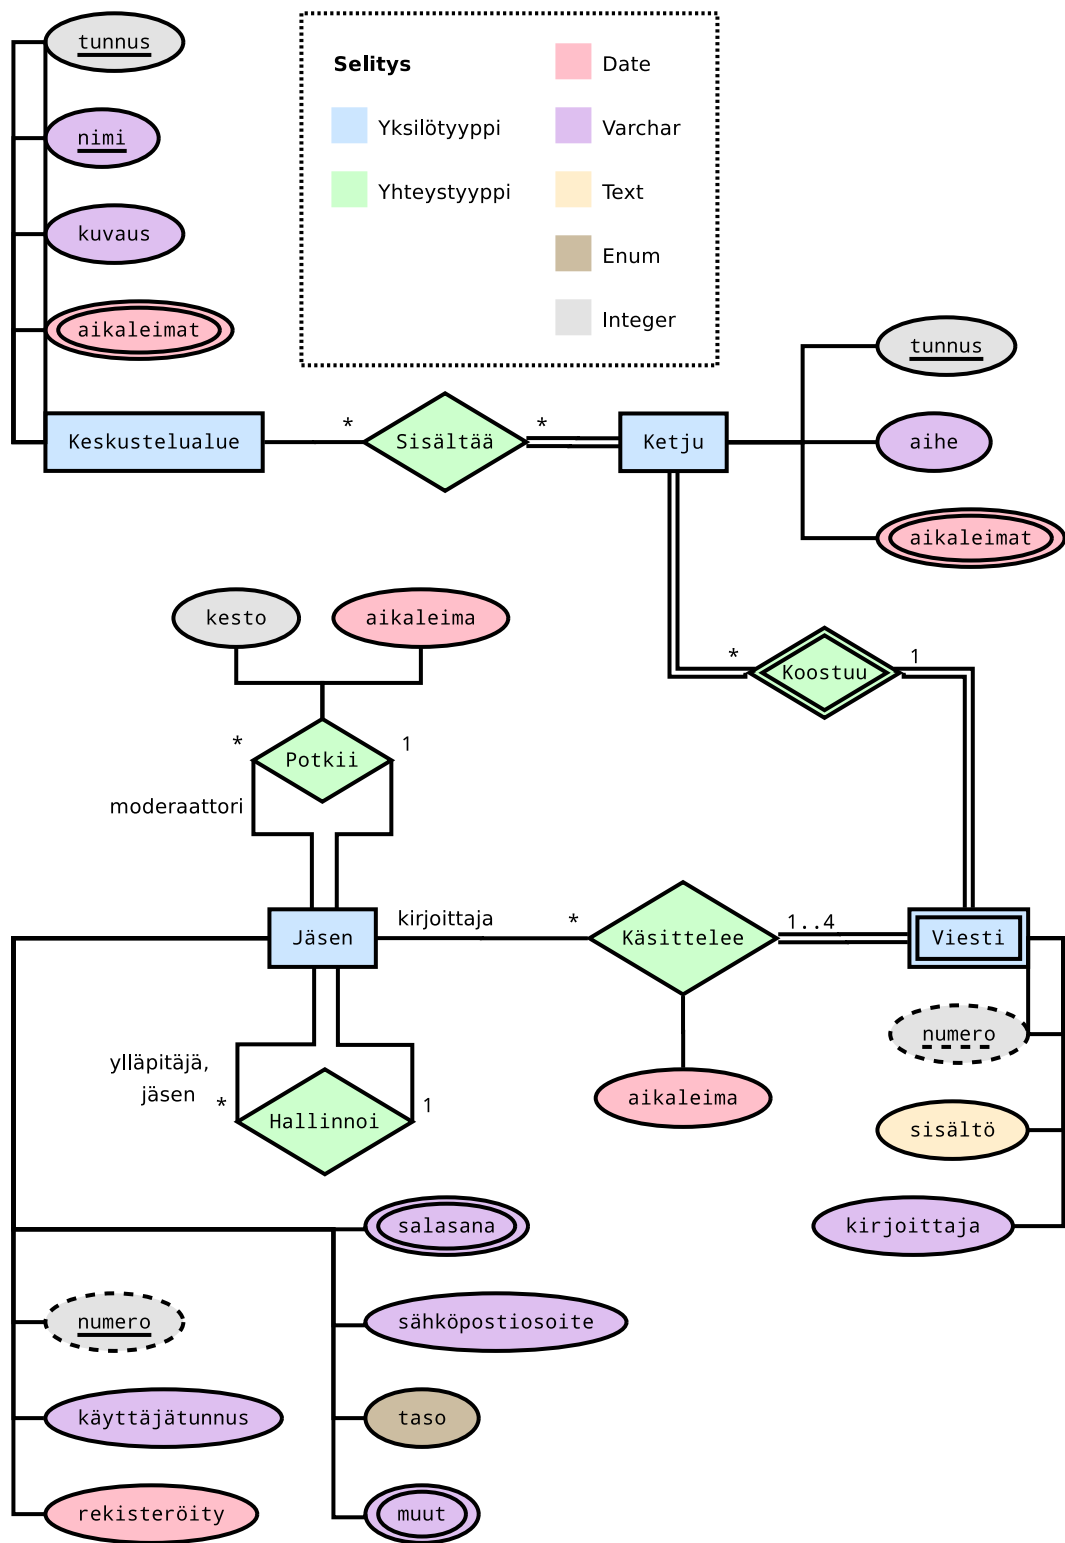 tunnus
nimi
kuvaus
aikaleimat
Selitys
Yksilötyyppi
Yhteystyyppi
Date
Varchar
Text
Enum
Integer
Keskustelualue
*
Sisältää
*
Ketju
tunnus
aihe
aikaleimat
kesto
aikaleima
*
Koostuu
1
*
Potkii
1
moderaattori
Jäsen
kirjoittaja
*
Käsittelee
1..4
Viesti
ylläpitäjä,
jäsen
*
Hallinnoi
1
aikaleima
numero
sisältö
kirjoittaja
salasana
numero
sähköpostiosoite
käyttäjätunnus
taso
rekisteröity
muut